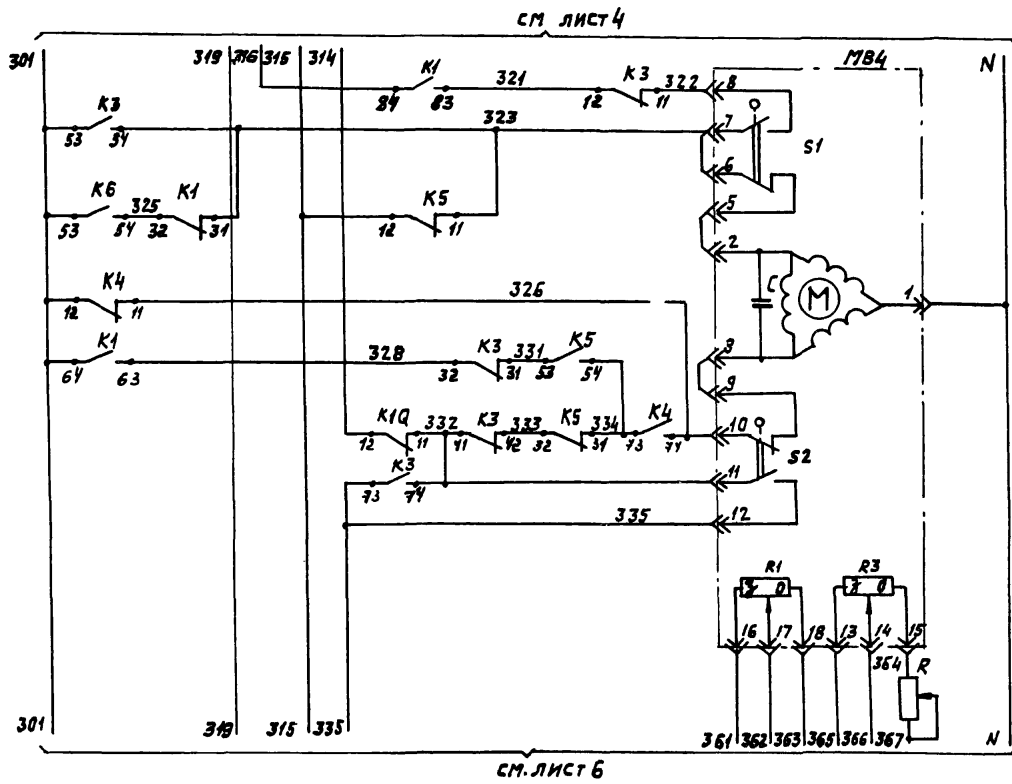 см лист 4
301 319 316 315 314 МВ4 N
К1 321 К3 322 8
84 83 12 11
К3 323 7
53 54 S1
6
К6 К1 К5 5
325
53 54 32 31 12 11
2
К4 326 С М 1
12 11
К1 328 К3 331 К5 3
64 63 32 31 53 54
9
К1Q 332 К3 333 К5 334 К4 10
12 11 41 42 32 31 73 74
S2
К3 11
73 74
335 12
R1 R3
З О З О
16 17 18 13 14 15
364 R
301 319 315 335 361 362 363 365 366 367 N
см. лист 6